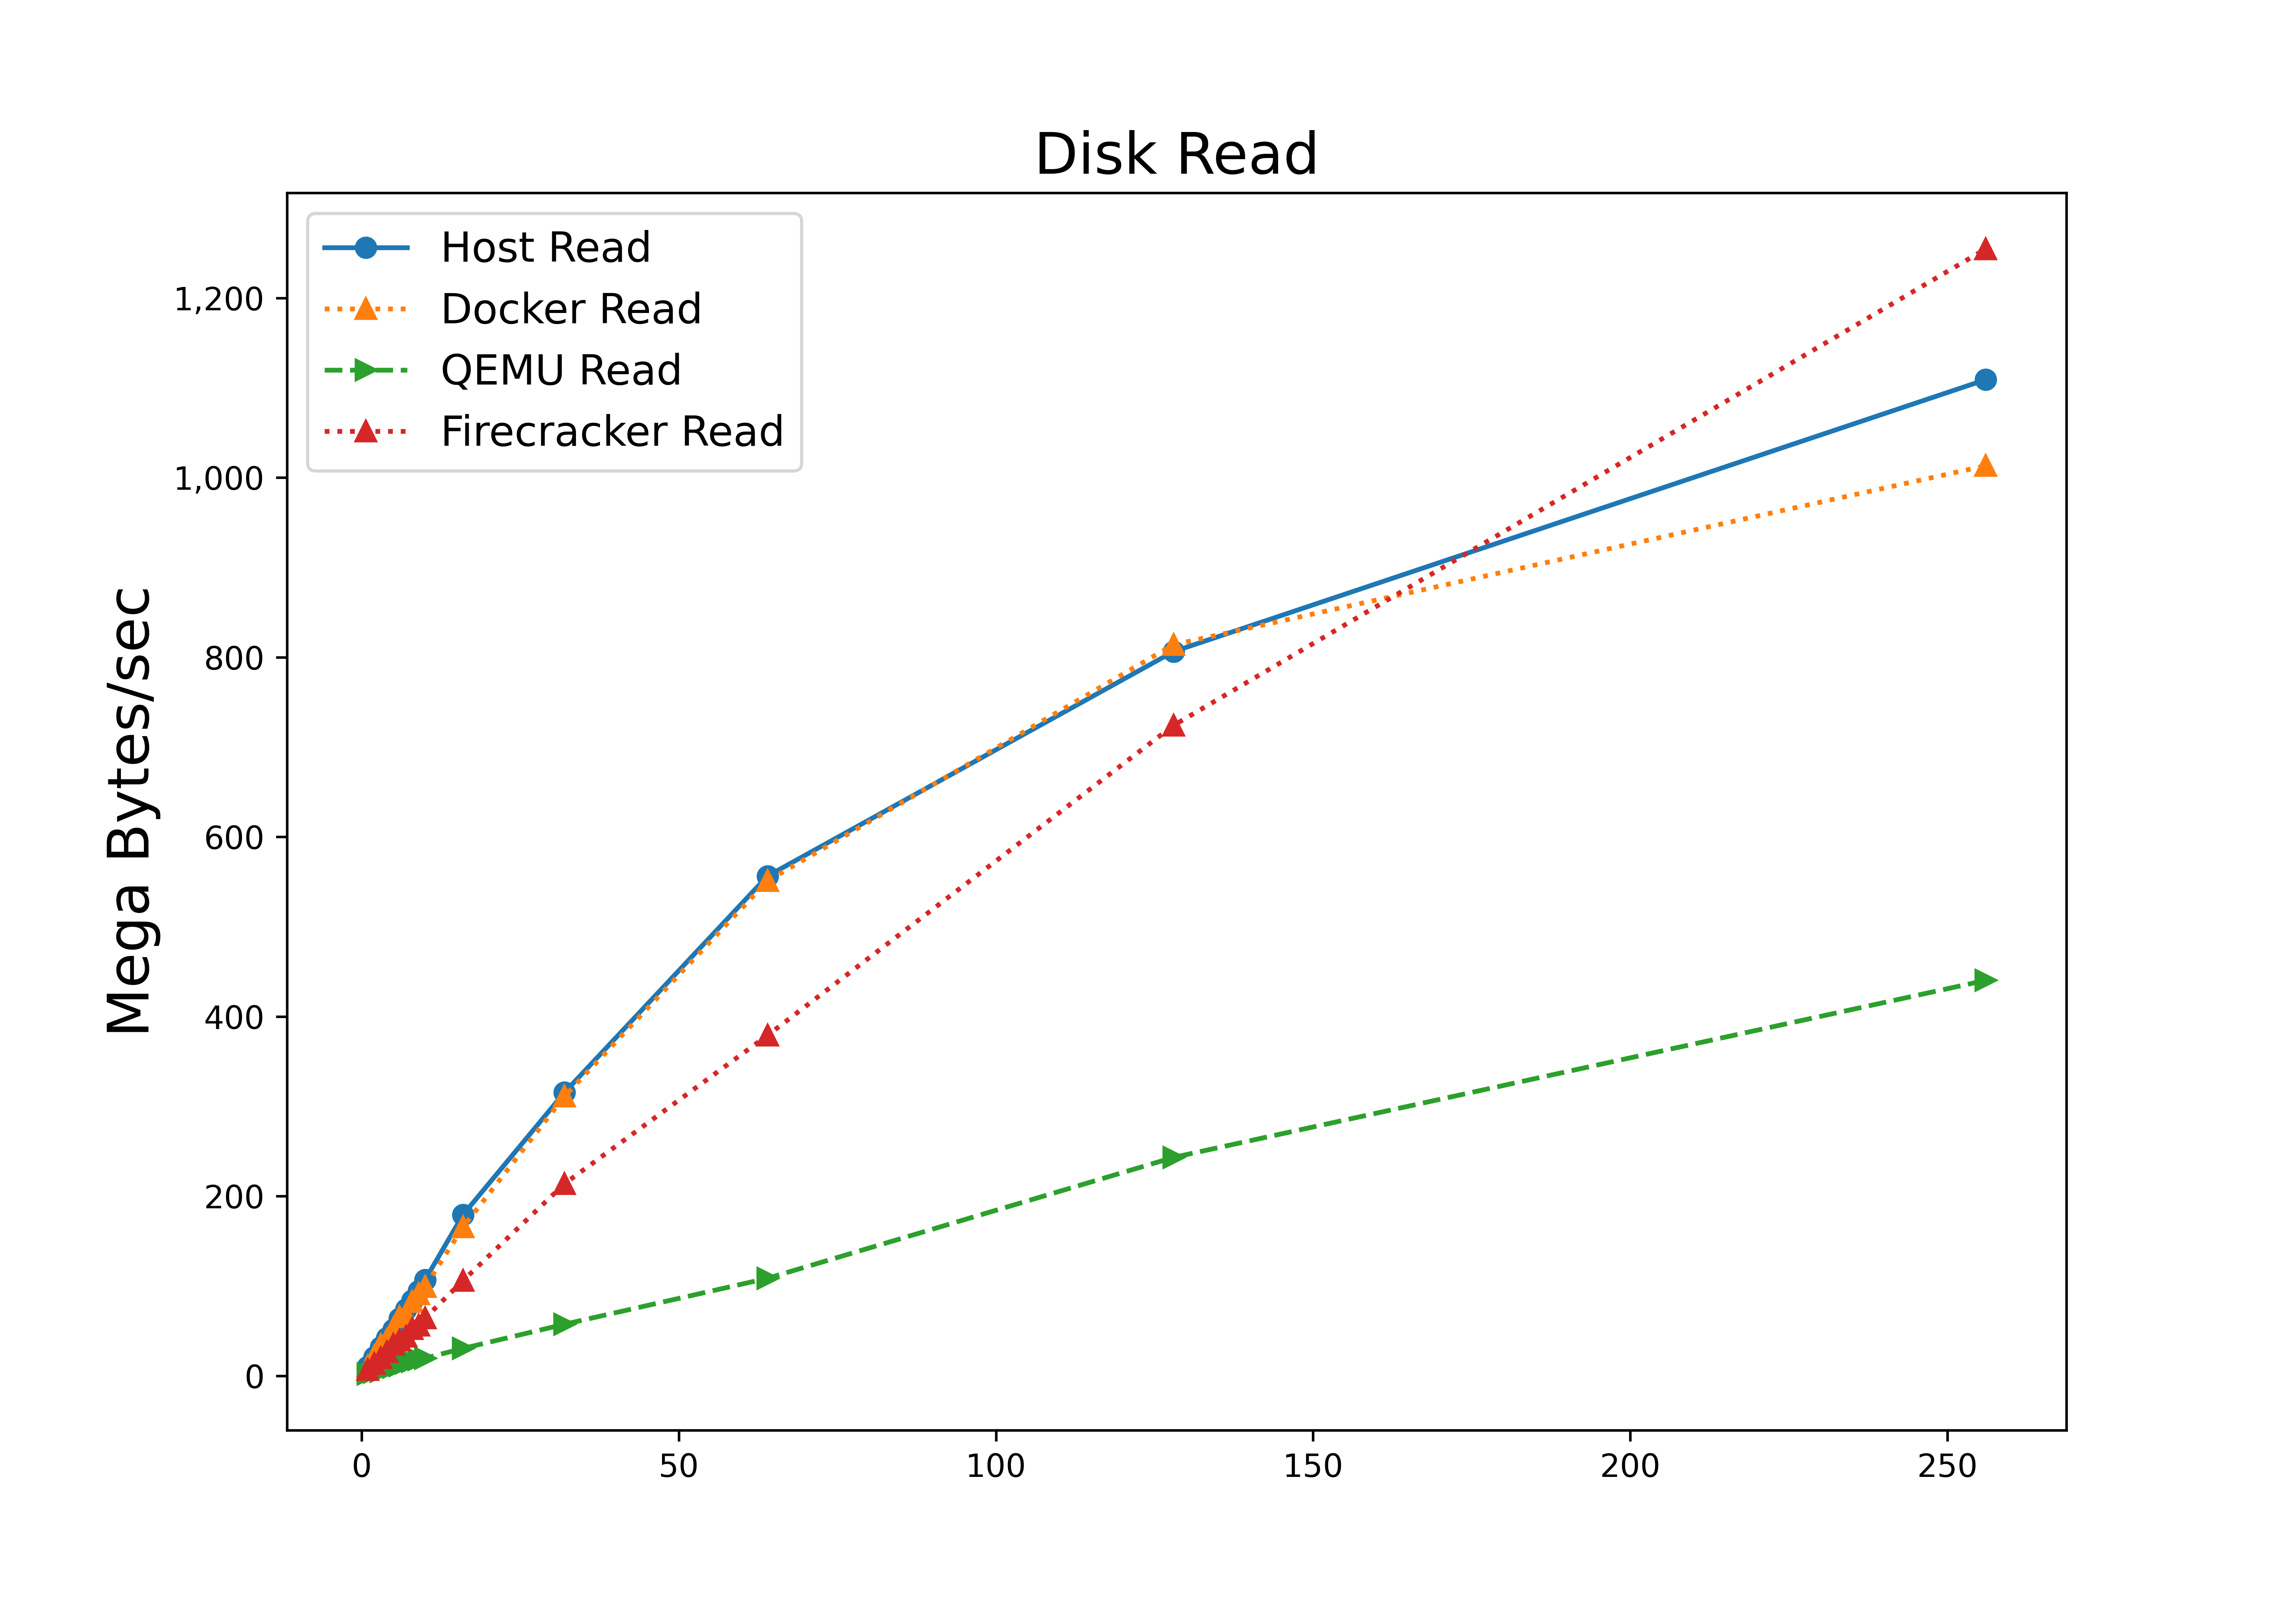 Disk Read
Host Read
Docker Read
QEMU Read
Firecracker Read
Mega Bytes/sec
1,200
1,000
800
600
400
200
0
0 50 100 150 200 250